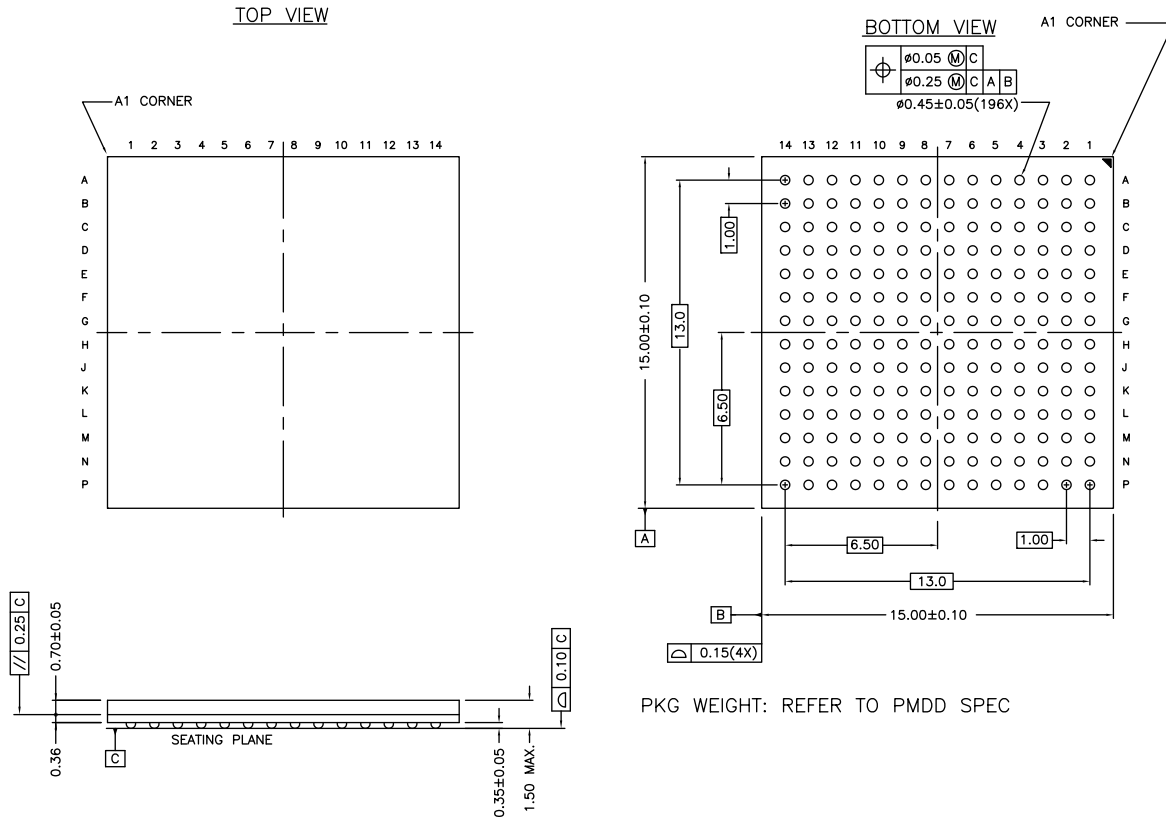 TOP VIEW
A1 CORNER
1 2 3 4 5 6 7 8 9 10 11 12 13 14
A
B
C
D
E
F
G
H
J
K
L
M
N
P
BOTTOM VIEW
A1 CORNER
ø0.05 Ⓜ C
ø0.25 Ⓜ C A B
ø0.45±0.05(196X)
14 13 12 11 10 9 8 7 6 5 4 3 2 1
A
B
C
D
E
F
G
H
J
K
L
M
N
P
1.00
13.0
15.00±0.10
6.50
A
6.50
1.00
13.0
B
15.00±0.10
0.15(4X)
// 0.25 C
0.70±0.05
0.36
C
SEATING PLANE
0.35±0.05
1.50 MAX.
0.10 C
PKG WEIGHT: REFER TO PMDD SPEC